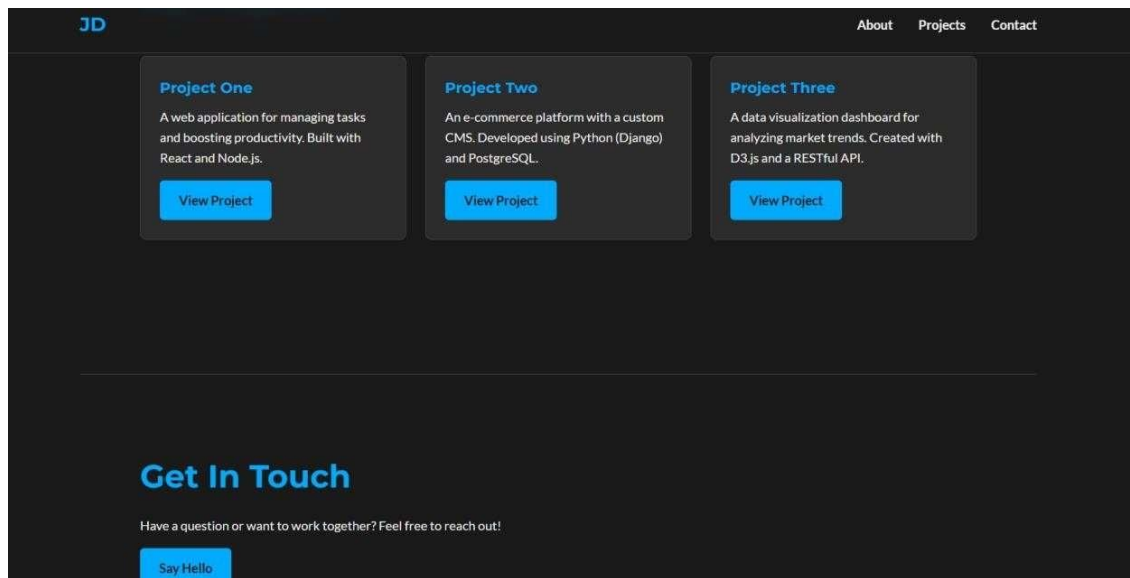 JD
About Projects Contact
Project One
A web application for managing tasks
and boosting productivity. Built with
React and Node.js.
View Project
Project Two
An e-commerce platform with a custom
CMS. Developed using Python (Django)
and PostgreSQL.
View Project
Project Three
A data visualization dashboard for
analyzing market trends. Created with
D3.js and a RESTful API.
View Project
Get In Touch
Have a question or want to work together? Feel free to reach out!
Say Hello